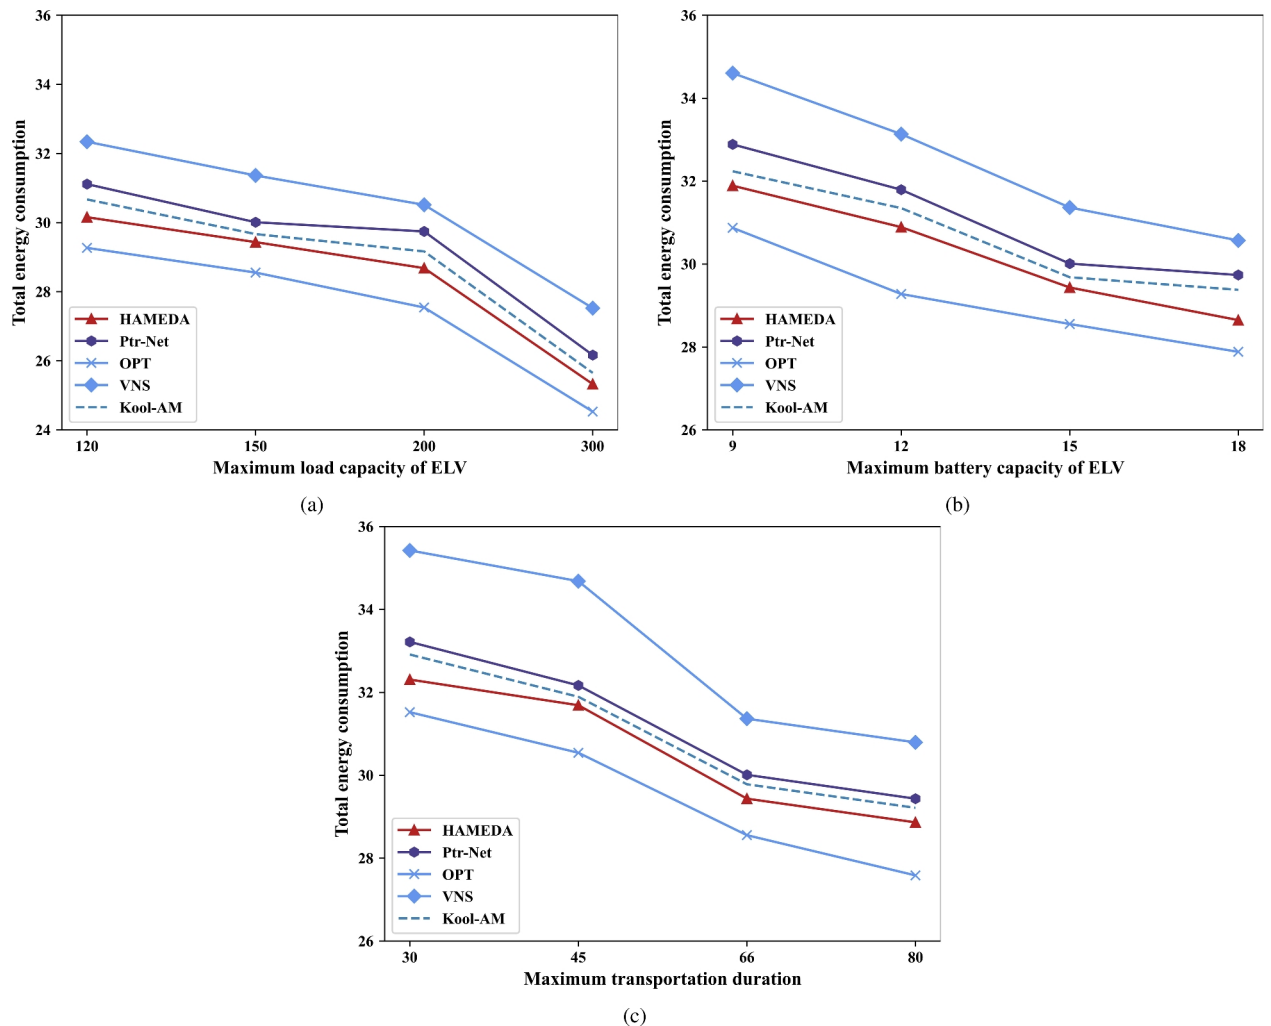 36
34
32
30
28
26
24
Total energy consumption
HAMEDA
Ptr-Net
OPT
VNS
Kool-AM
120 150 200 300
Maximum load capacity of ELV
(a)
36
34
32
30
28
26
Total energy consumption
HAMEDA
Ptr-Net
OPT
VNS
Kool-AM
9 12 15 18
Maximum battery capacity of ELV
(b)
36
34
32
30
28
26
Total energy consumption
HAMEDA
Ptr-Net
OPT
VNS
Kool-AM
30 45 66 80
Maximum transportation duration
(c)